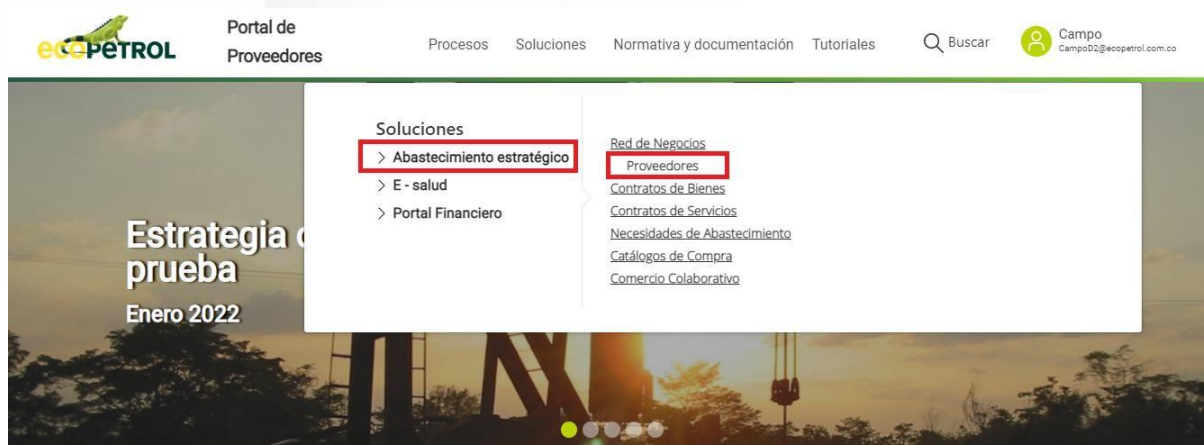 ecopetrol
Portal de
Proveedores
Procesos
Soluciones
Normativa y documentación
Tutoriales
Buscar
Campo
CampoD2@ecopetrol.com.co
Soluciones
Abastecimiento estratégico
E - salud
Portal Financiero
Red de Negocios
Proveedores
Contratos de Bienes
Contratos de Servicios
Necesidades de Abastecimiento
Catálogos de Compra
Comercio Colaborativo
Estrategia
prueba
Enero 2022